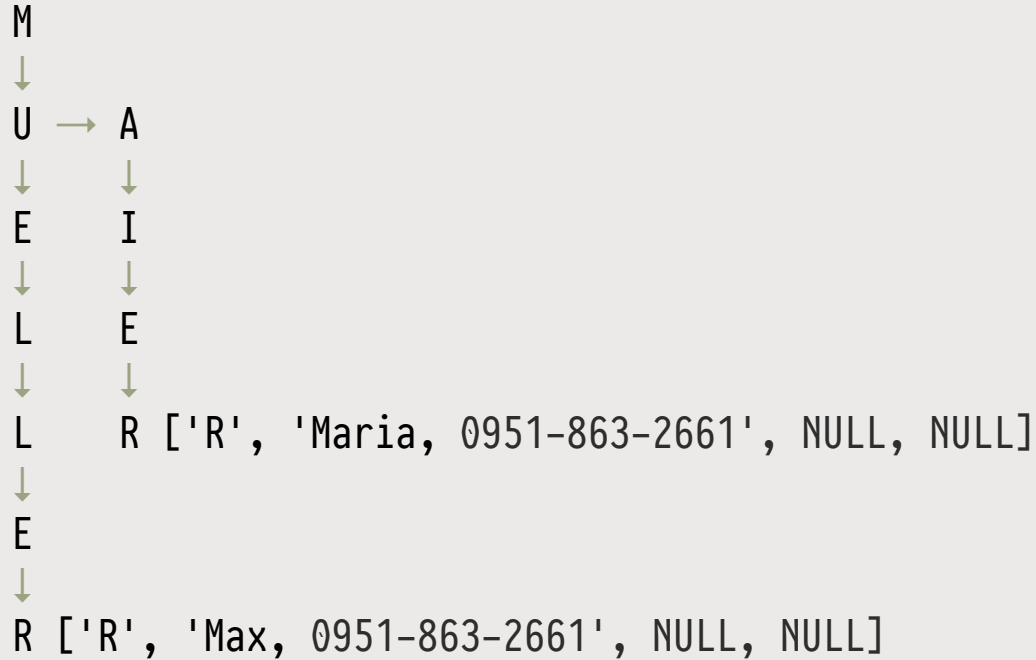 M
↓
U → A
↓ ↓
E I
↓ ↓
L E
↓ ↓
L R ['R', 'Maria, 0951-863-2661', NULL, NULL]
↓
E
↓
R ['R', 'Max, 0951-863-2661', NULL, NULL]